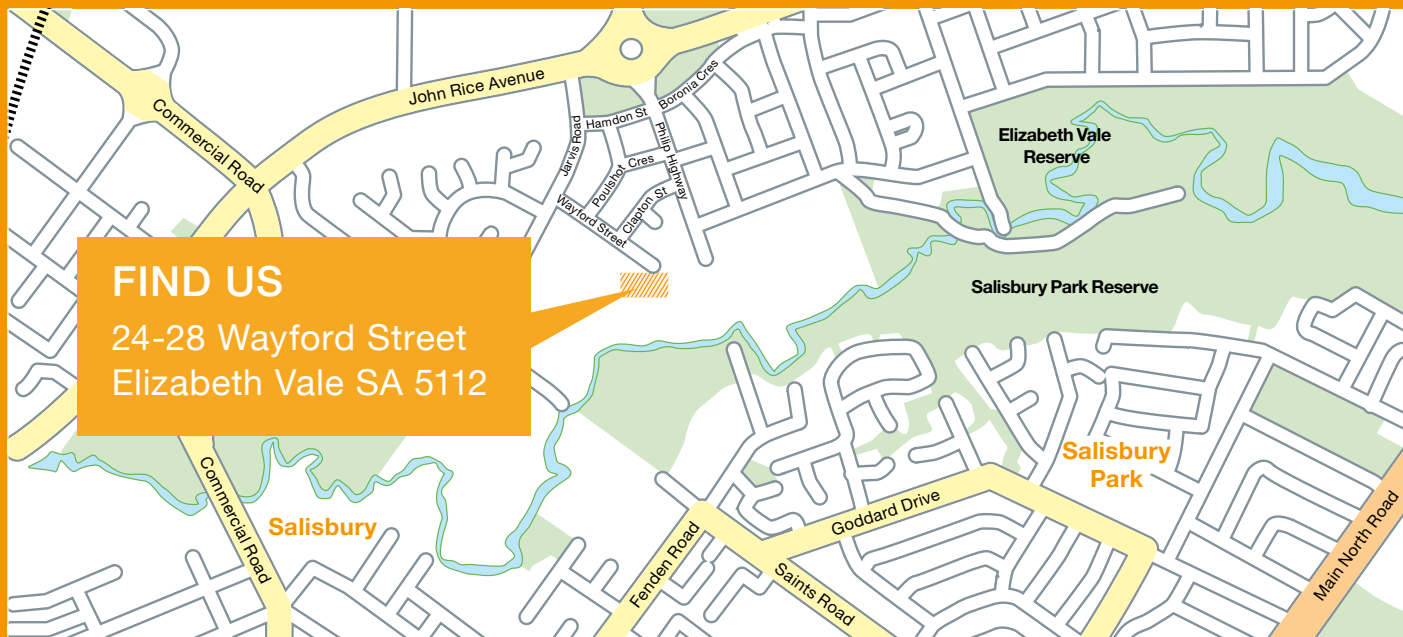 John Rice Avenue
Commercial Road
Boronia Cres
Hamdon St
Jarvis Road
Philip Highway
Poulshot Cres
Clapton St
Wayford Street
Elizabeth Vale
Reserve
Salisbury Park Reserve
FIND US
24-28 Wayford Street
Elizabeth Vale SA 5112
Salisbury
Park
Salisbury
Commercial Road
Goddard Drive
Fenden Road
Saints Road
Main North Road